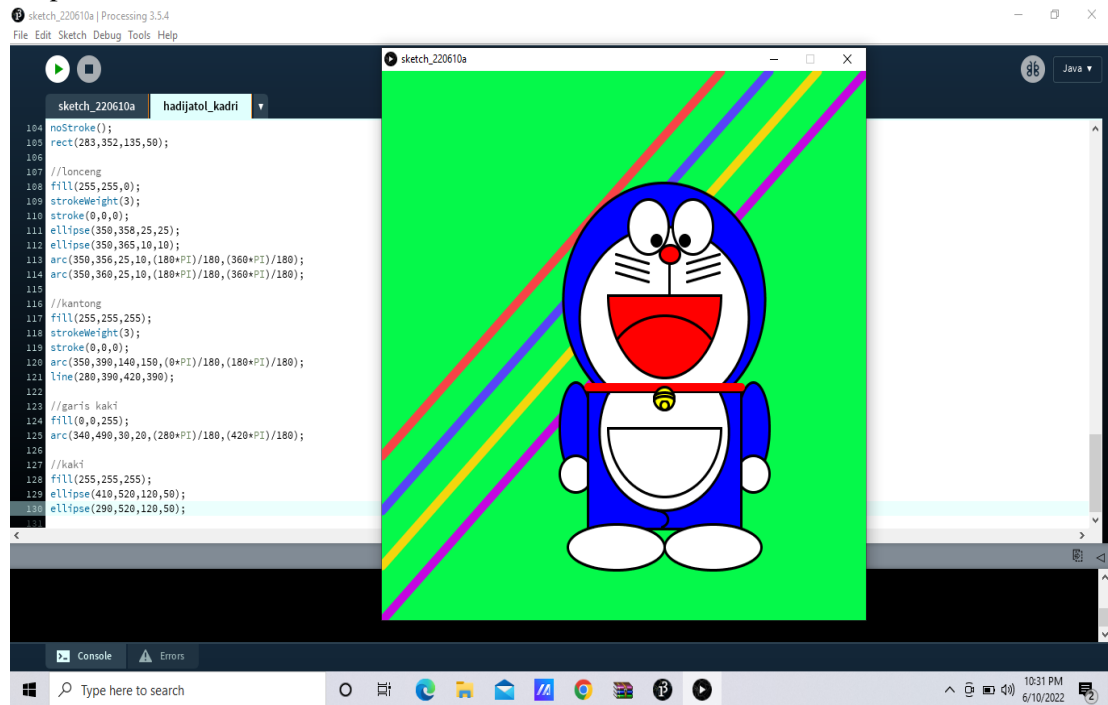 sketch_220610a | Processing 3.5.4
File Edit Sketch Debug Tools Help
sketch_220610a
Java ▾
sketch_220610a hadijatol_kadri ▾
104 noStroke();
105 rect(283,352,135,50);
106
107 //lonceng
108 fill(255,255,0);
109 strokeWeight(3);
110 stroke(0,0,0);
111 ellipse(350,358,25,25);
112 ellipse(350,365,10,10);
113 arc(350,356,25,10,(180*PI)/180,(360*PI)/180);
114 arc(350,360,25,10,(180*PI)/180,(360*PI)/180);
115
116 //kantong
117 fill(255,255,255);
118 strokeWeight(3);
119 stroke(0,0,0);
120 arc(350,390,140,150,(0*PI)/180,(180*PI)/180);
121 line(280,390,420,390);
122
123 //garis kaki
124 fill(0,0,255);
125 arc(340,490,30,20,(280*PI)/180,(420*PI)/180);
126
127 //kaki
128 fill(255,255,255);
129 ellipse(410,520,120,50);
130 ellipse(290,520,120,50);
131
Console Errors
Type here to search
10:31 PM
6/10/2022
2